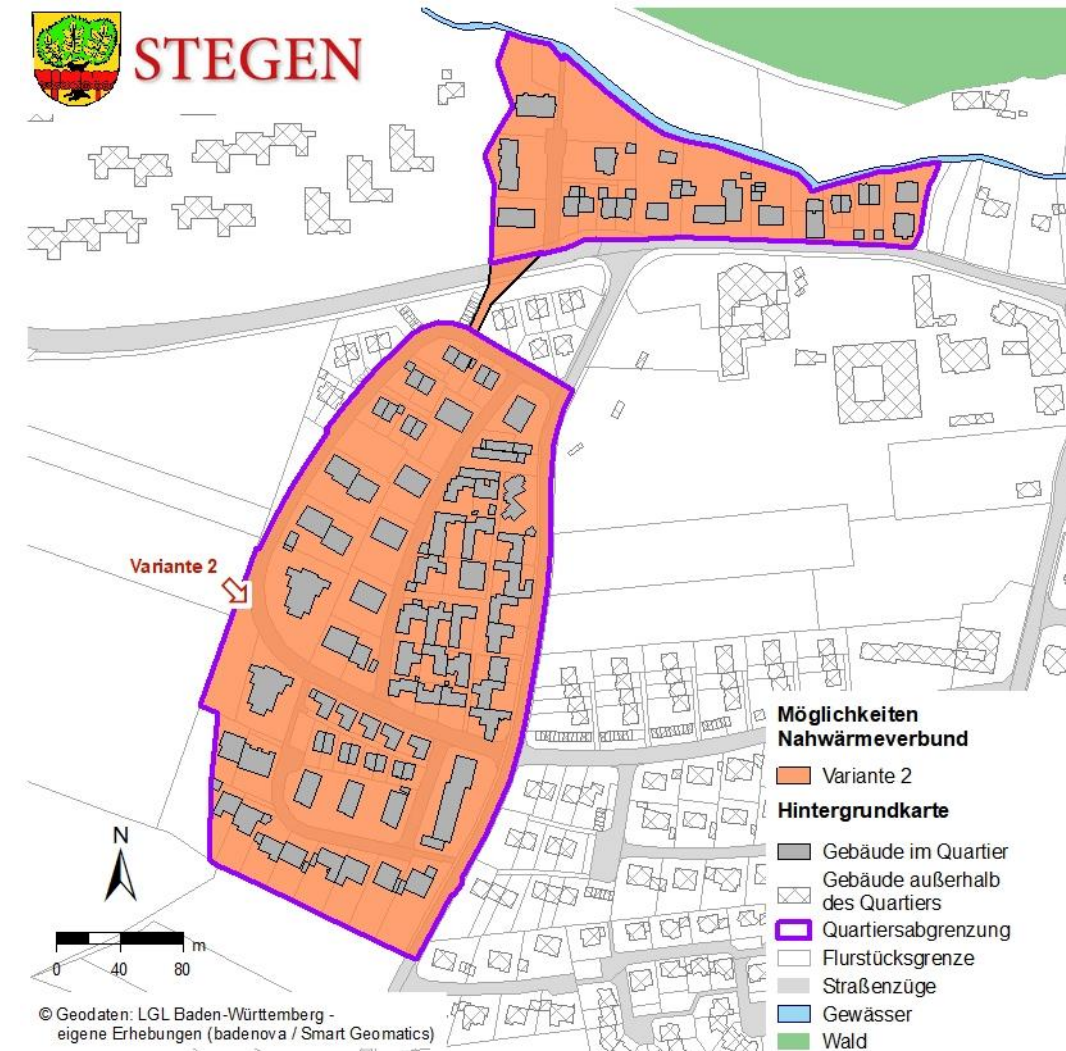 STEGEN
Variante 2
Möglichkeiten
Nahwärmeverbund
Variante 2
Hintergrundkarte
Gebäude im Quartier
Gebäude außerhalb
des Quartiers
Quartiersabgrenzung
Flurstücksgrenze
Straßenzüge
Gewässer
Wald
N
m
0 40 80
© Geodaten: LGL Baden-Württemberg -
eigene Erhebungen (badenova / Smart Geomatics)